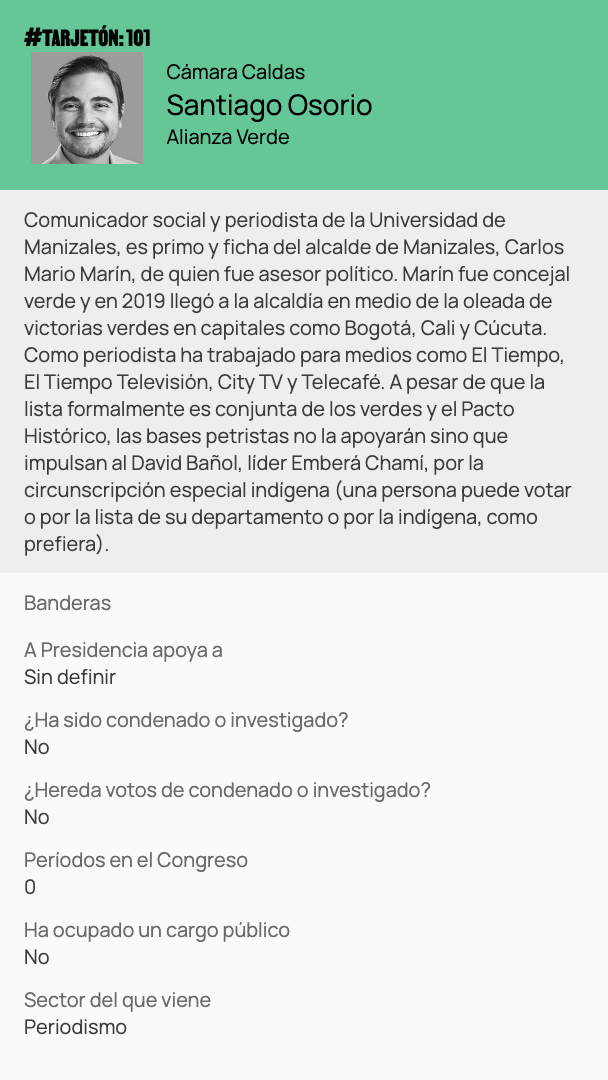 #TARJETÓN: 101
Cámara Caldas
Santiago Osorio
Alianza Verde
Comunicador social y periodista de la Universidad de
Manizales, es primo y ficha del alcalde de Manizales, Carlos
Mario Marín, de quien fue asesor político. Marín fue concejal
verde y en 2019 llegó a la alcaldía en medio de la oleada de
victorias verdes en capitales como Bogotá, Cali y Cúcuta.
Como periodista ha trabajado para medios como El Tiempo,
El Tiempo Televisión, City TV y Telecafé. A pesar de que la
lista formalmente es conjunta de los verdes y el Pacto
Histórico, las bases petristas no la apoyarán sino que
impulsan al David Bañol, líder Emberá Chamí, por la
circunscripción especial indígena (una persona puede votar
o por la lista de su departamento o por la indígena, como
prefiera).
Banderas
A Presidencia apoya a
Sin definir
¿Ha sido condenado o investigado?
No
¿Hereda votos de condenado o investigado?
No
Períodos en el Congreso
0
Ha ocupado un cargo público
No
Sector del que viene
Periodismo